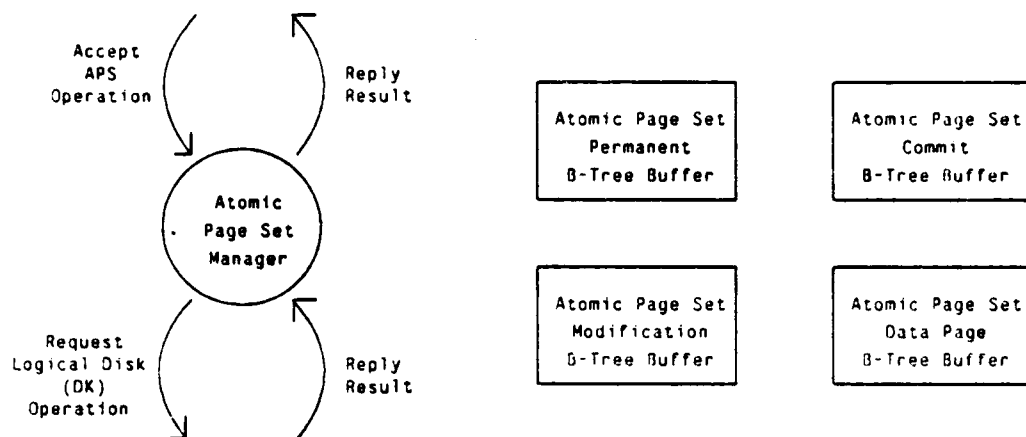 Accept
APS
Operation
Reply
Result
Atomic
Page Set
Manager
Request
Logical Disk
(DK)
Operation
Reply
Result
Atomic Page Set
Permanent
B-Tree Buffer
Atomic Page Set
Commit
B-Tree Buffer
Atomic Page Set
Modification
B-Tree Buffer
Atomic Page Set
Data Page
B-Tree Buffer